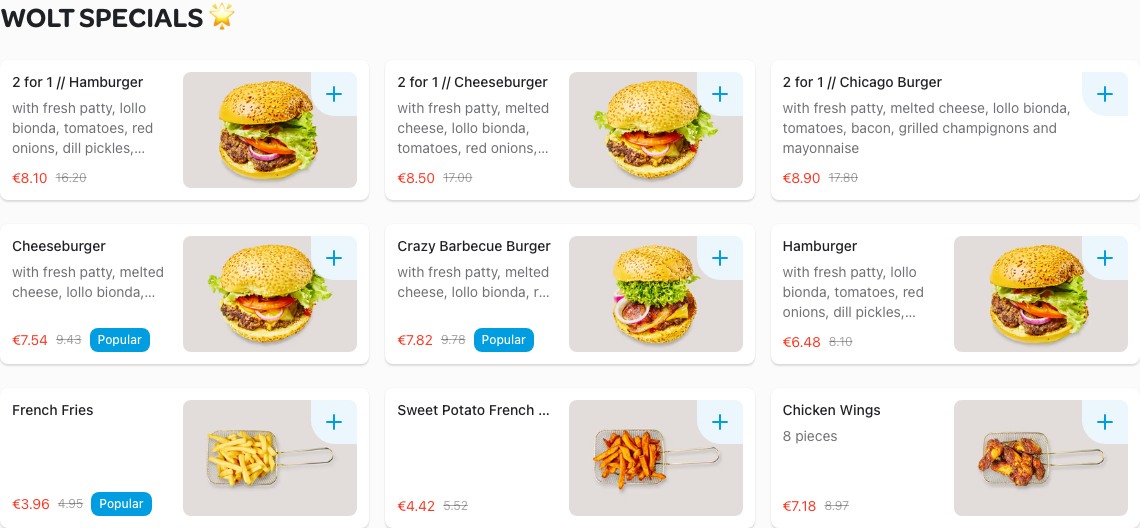 WOLT SPECIALS 🌟
2 for 1 // Hamburger
with fresh patty, lollo
bionda, tomatoes, red
onions, dill pickles,...
€8.10 16.20
2 for 1 // Cheeseburger
with fresh patty, melted
cheese, lollo bionda,
tomatoes, red onions,...
€8.50 17.00
2 for 1 // Chicago Burger
with fresh patty, melted cheese, lollo bionda,
tomatoes, bacon, grilled champignons and
mayonnaise
€8.90 17.80
Cheeseburger
with fresh patty, melted
cheese, lollo bionda,...
€7.54 9.43 Popular
Crazy Barbecue Burger
with fresh patty, melted
cheese, lollo bionda, r...
€7.82 9.78 Popular
Hamburger
with fresh patty, lollo
bionda, tomatoes, red
onions, dill pickles,...
€6.48 8.10
French Fries
€3.96 4.95 Popular
Sweet Potato French ...
€4.42 5.52
Chicken Wings
8 pieces
€7.18 8.97